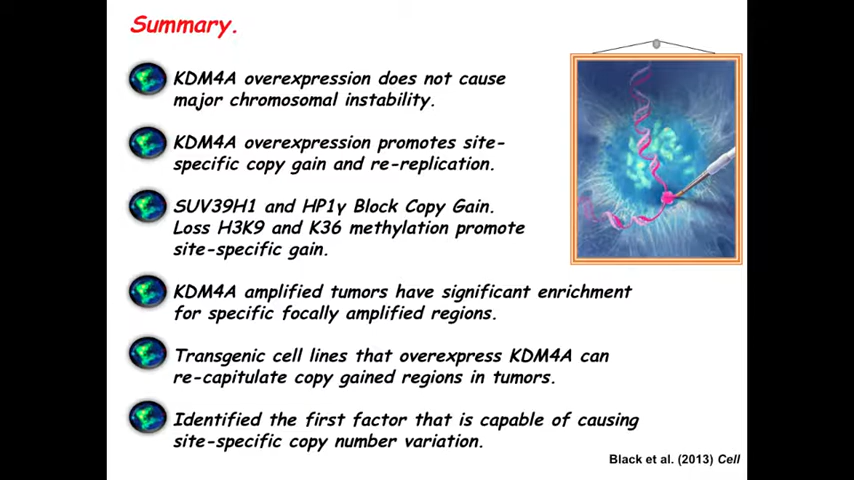 Summary.
KDM4A overexpression does not cause
major chromosomal instability.
KDM4A overexpression promotes site-
specific copy gain and re-replication.
SUV39H1 and HP1γ Block Copy Gain.
Loss H3K9 and K36 methylation promote
site-specific gain.
KDM4A amplified tumors have significant enrichment
for specific focally amplified regions.
Transgenic cell lines that overexpress KDM4A can
re-capitulate copy gained regions in tumors.
Identified the first factor that is capable of causing
site-specific copy number variation.
Black et al. (2013) Cell